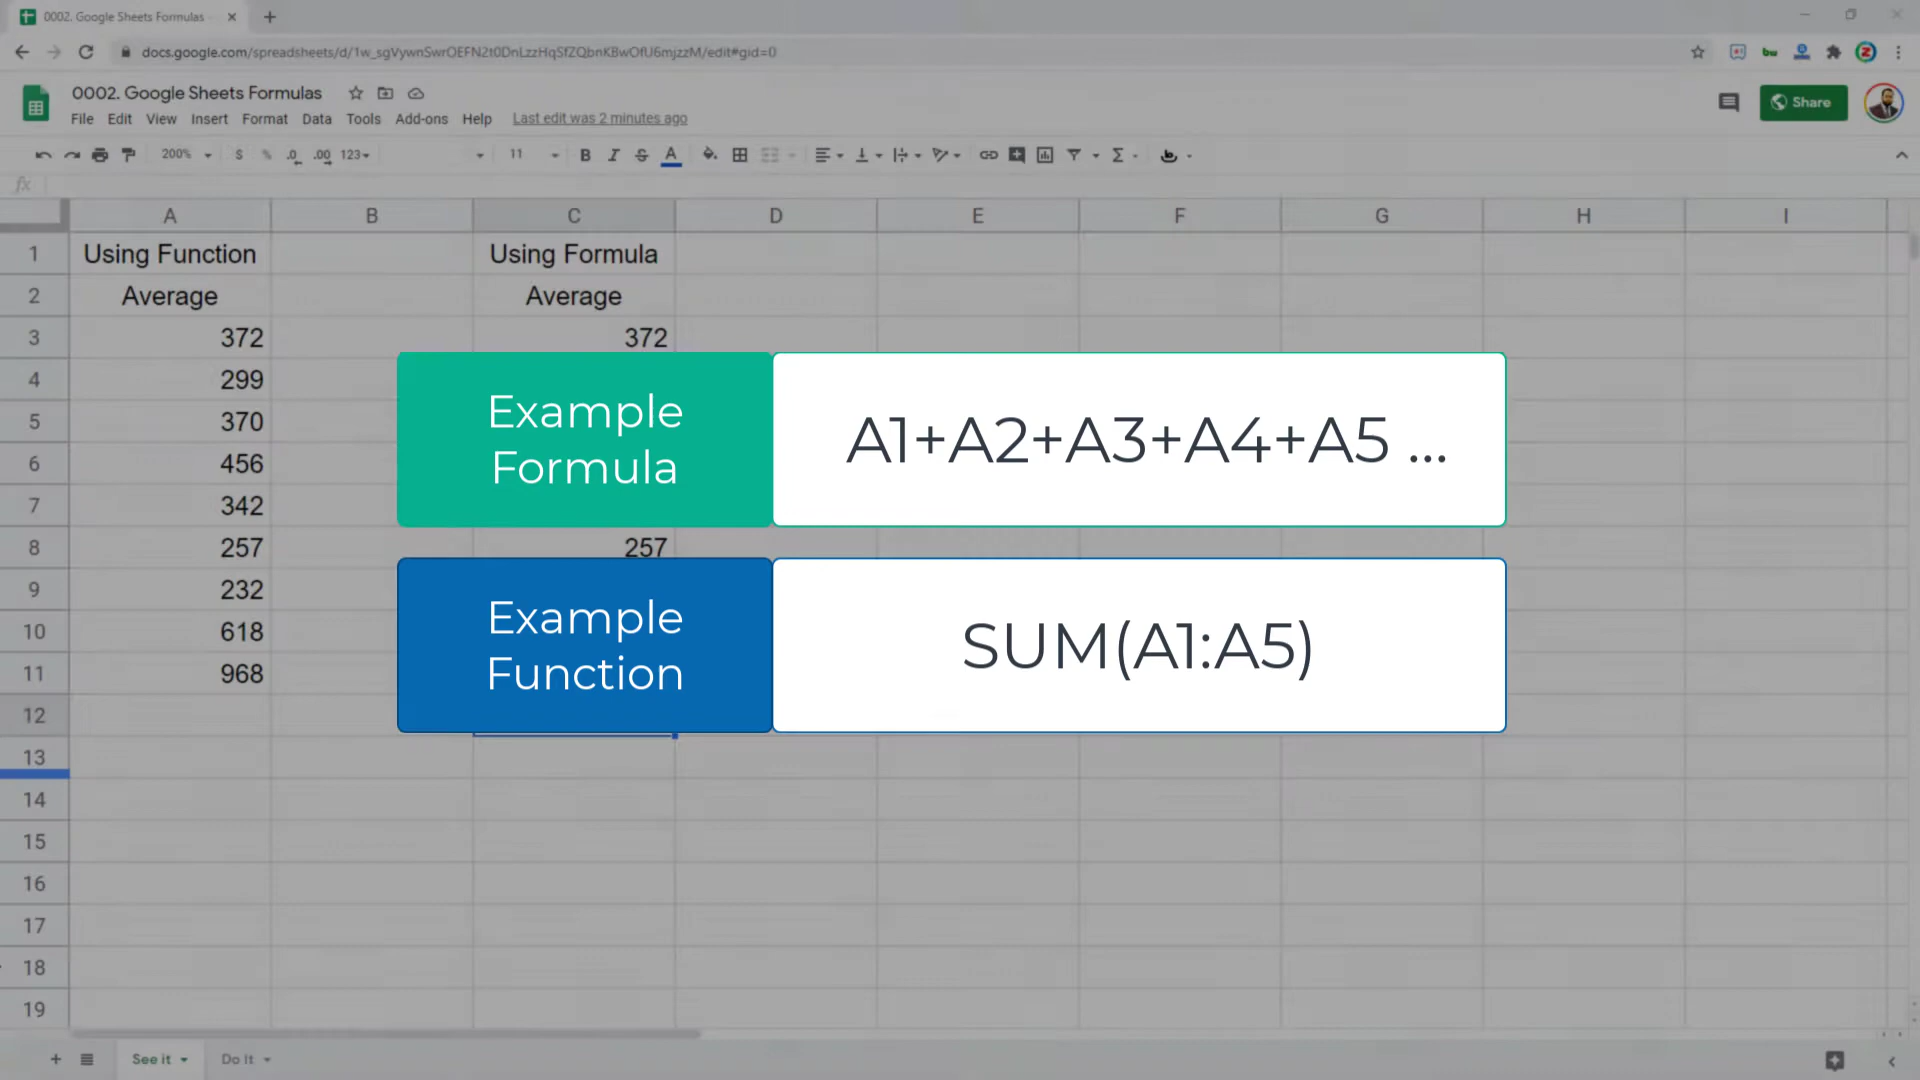 0002. Google Sheets Formulas
docs.google.com/spreadsheets/d/1w_sgVywnSwrOEFN2t0DnLzzHqSfZQbnKBwOfU6mjzzM/edit#gid=0
0002. Google Sheets Formulas
Share
File Edit View Insert Format Data Tools Add-ons Help Last edit was 2 minutes ago
200% $ % .0 .00 123 11 B I S A
fx
A B C D E F G H I
1 Using Function Using Formula
2 Average Average
3 372 372
4 299
5 370
6 456
7 342
8 257 257
9 232
10 618
11 968
12
13
14
15
16
17
18
19
Example
Formula
A1+A2+A3+A4+A5 ...
Example
Function
SUM(A1:A5)
See it Do It